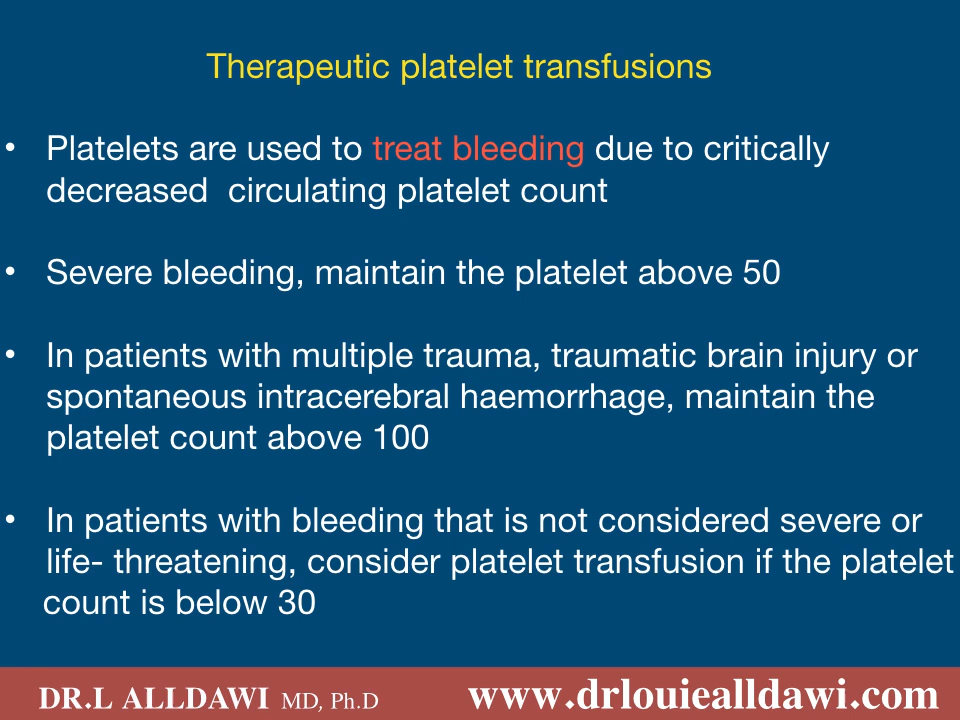 Therapeutic platelet transfusions
• Platelets are used to treat bleeding due to critically
decreased  circulating platelet count
• Severe bleeding, maintain the platelet above 50
• In patients with multiple trauma, traumatic brain injury or
spontaneous intracerebral haemorrhage, maintain the
platelet count above 100
• In patients with bleeding that is not considered severe or
life- threatening, consider platelet transfusion if the platelet
count is below 30
DR.L ALLDAWI MD, Ph.D www.drlouiealldawi.com